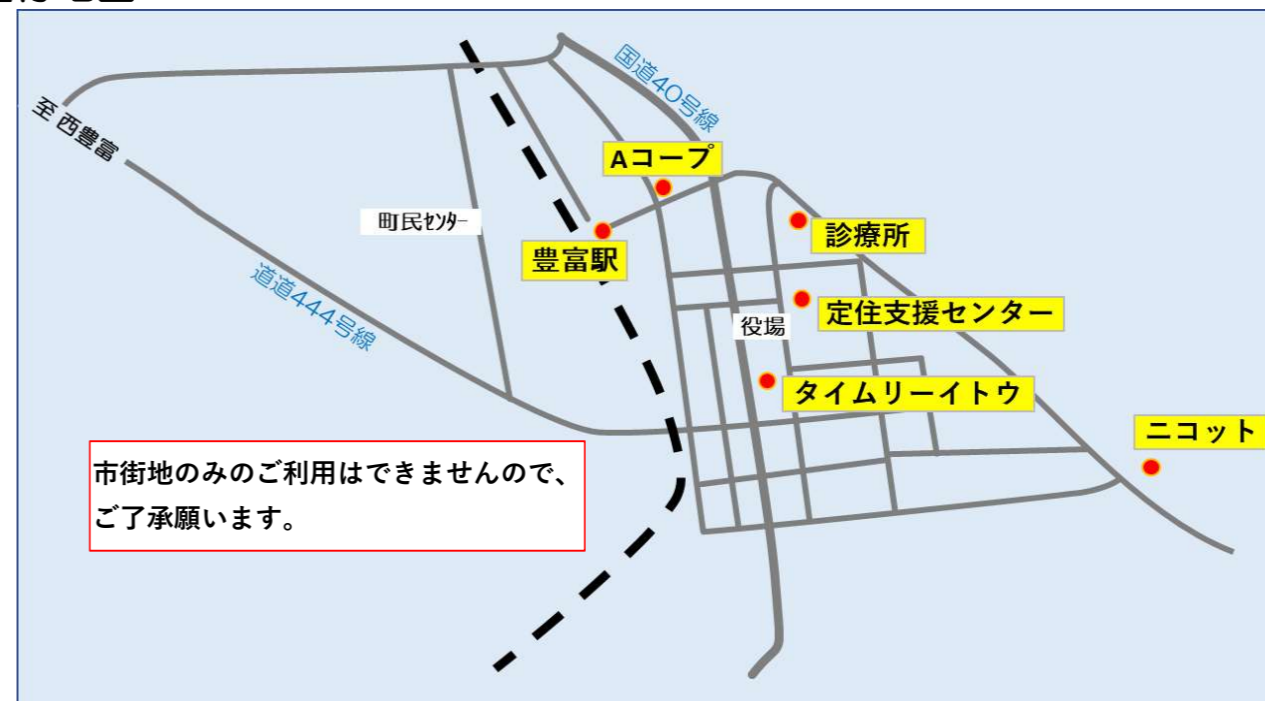 国道40号線
至 西豊富
Aコープ
町民センター
診療所
豊富駅
道道444号線
定住支援センター
役場
タイムリーイトウ
ニコット
市街地のみのご利用はできませんので、
ご了承願います。